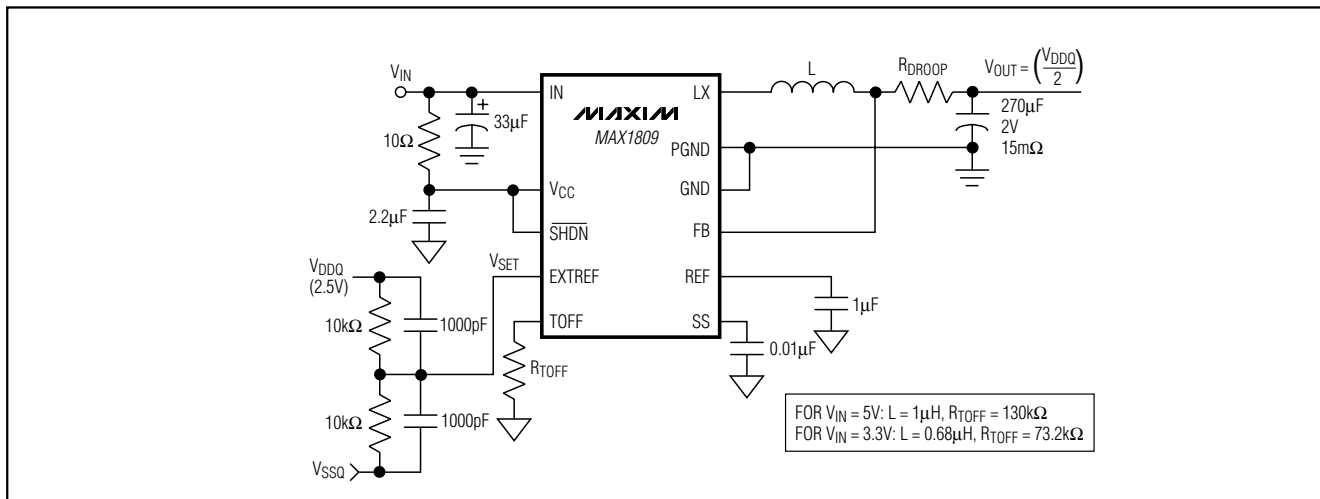 V_IN
10Ω
+
33μF
2.2μF
V_DDQ
(2.5V)
10kΩ
1000pF
10kΩ
1000pF
V_SSQ
V_SET
R_TOFF
IN
V_CC
SHDN
EXTREF
TOFF
MAXIM
MAX1809
LX
PGND
GND
FB
REF
SS
L
R_DROOP
V_OUT = (V_DDQ/2)
270μF
2V
15mΩ
1μF
0.01μF
FOR V_IN = 5V: L = 1μH, R_TOFF = 130kΩ
FOR V_IN = 3.3V: L = 0.68μH, R_TOFF = 73.2kΩ